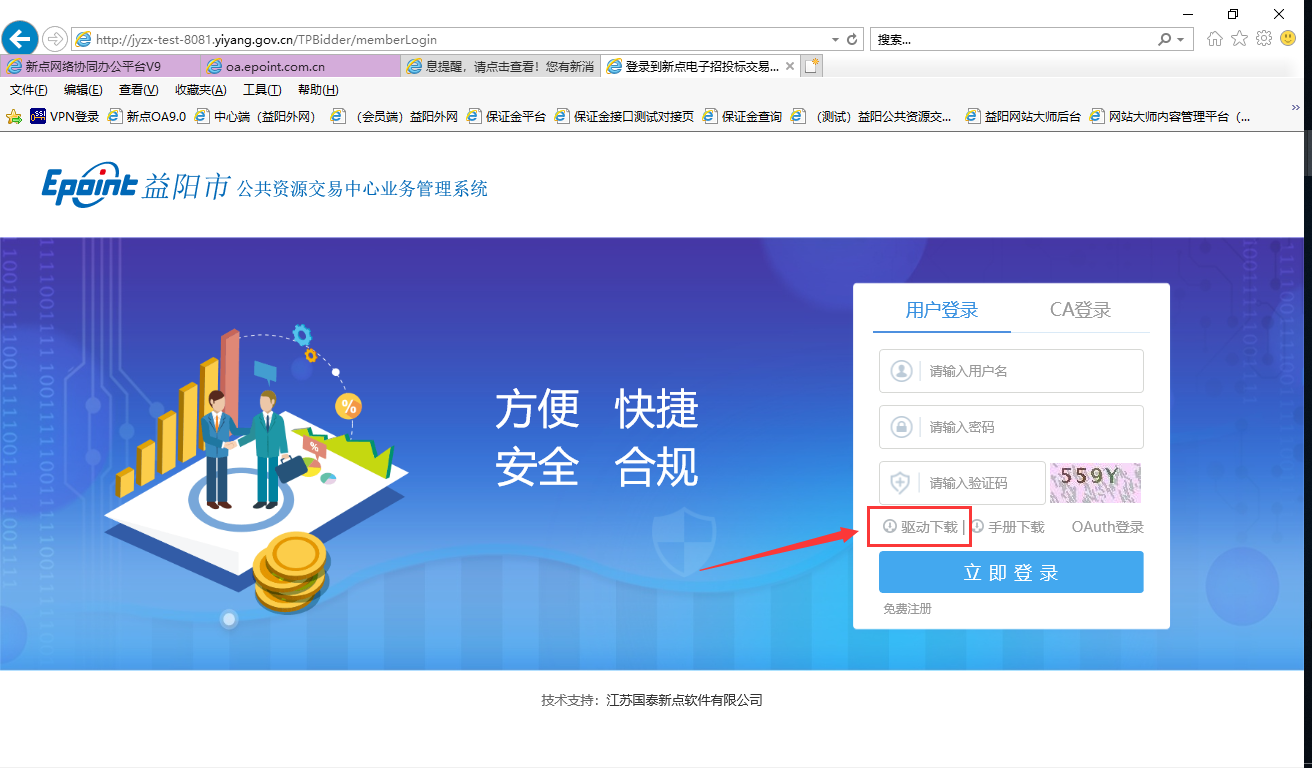 http://jyzx-test-8081.yiyang.gov.cn/TPBidder/memberLogin
搜索...
新点网络协同办公平台V9
oa.epoint.com.cn
息提醒，请点击查看！您有新消
登录到新点电子招投标交易...
文件(F) 编辑(E) 查看(V) 收藏夹(A) 工具(T) 帮助(H)
VPN登录 新点OA9.0 中心端（益阳外网） （会员端）益阳外网 保证金平台 保证金接口测试对接页 保证金查询 （测试）益阳公共资源交... 益阳网站大师后台 网站大师内容管理平台（...
Epoint 益阳市 公共资源交易中心业务管理系统
用户登录 CA登录
请输入用户名
方便 快捷
请输入密码
安全 合规
请输入验证码 559Y
驱动下载 | 手册下载 OAuth登录
立即登录
免费注册
技术支持：江苏国泰新点软件有限公司